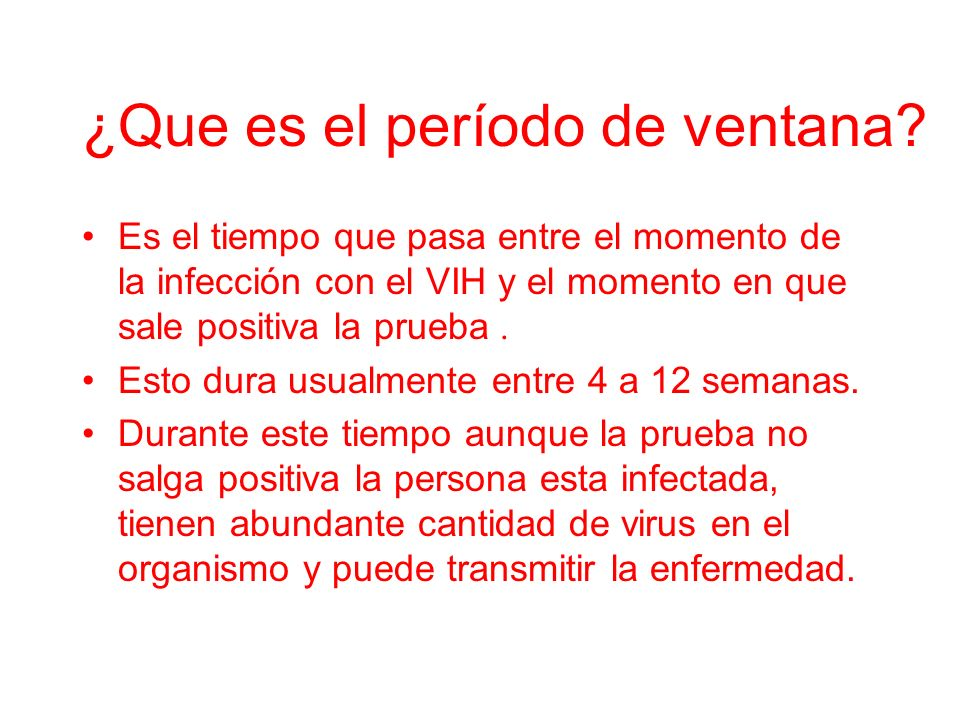 ¿Que es el período de ventana?
• Es el tiempo que pasa entre el momento de
la infección con el VIH y el momento en que
sale positiva la prueba .
• Esto dura usualmente entre 4 a 12 semanas.
• Durante este tiempo aunque la prueba no
salga positiva la persona esta infectada,
tienen abundante cantidad de virus en el
organismo y puede transmitir la enfermedad.